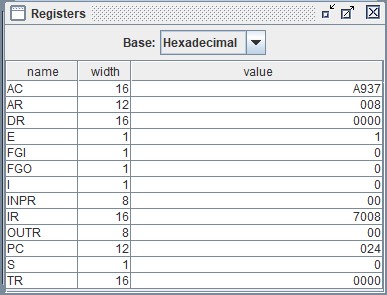 Registers
Base: Hexadecimal
name width value
AC 16 A937
AR 12 008
DR 16 0000
E 1 1
FGI 1 0
FGO 1 0
I 1 0
INPR 8 00
IR 16 7008
OUTR 8 00
PC 12 024
S 1 0
TR 16 0000